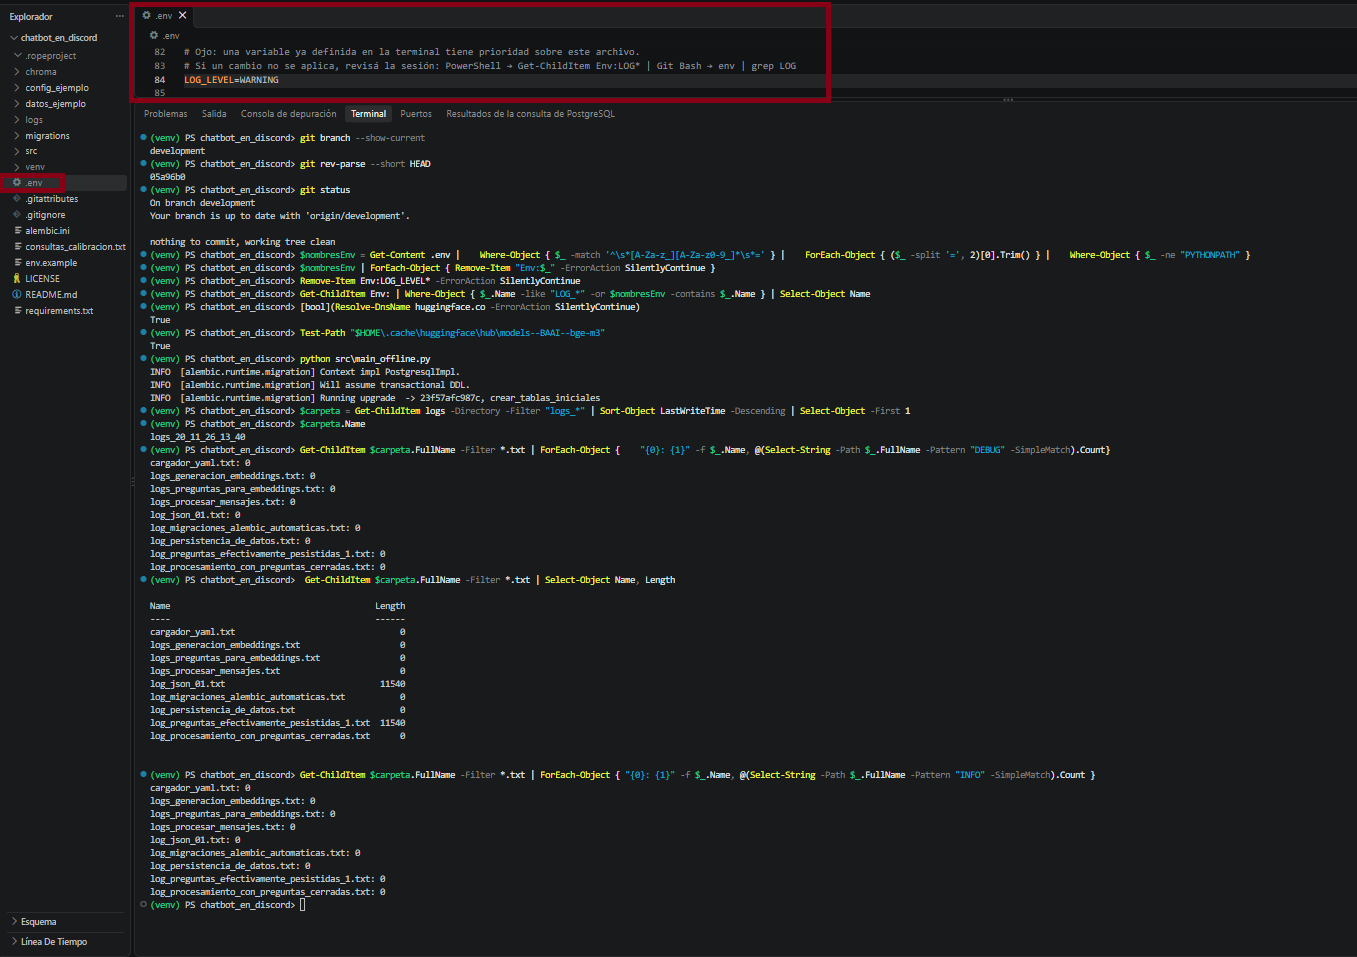 Explorador
chatbot_en_discord
.ropeproject
chroma
config_ejemplo
datos_ejemplo
logs
migrations
src
venv
.env
.gitattributes
.gitignore
alembic.ini
consultas_calibracion.txt
env.example
LICENSE
README.md
requirements.txt
Esquema
Línea De Tiempo
.env
.env
82 # Ojo: una variable ya definida en la terminal tiene prioridad sobre este archivo.
83 # Si un cambio no se aplica, revisá la sesión: PowerShell → Get-ChildItem Env:LOG* | Git Bash → env | grep LOG
84 LOG_LEVEL=WARNING
85
Problemas Salida Consola de depuración Terminal Puertos Resultados de la consulta de PostgreSQL
(venv) PS chatbot_en_discord> git branch --show-current
development
(venv) PS chatbot_en_discord> git rev-parse --short HEAD
05a96b0
(venv) PS chatbot_en_discord> git status
On branch development
Your branch is up to date with 'origin/development'.
nothing to commit, working tree clean
(venv) PS chatbot_en_discord> $nombresEnv = Get-Content .env | Where-Object { $_ -match '^\s*[A-Za-z_][A-Za-z0-9_]*\s*=' } | ForEach-Object { ($_ -split '=', 2)[0].Trim() } | Where-Object { $_ -ne "PYTHONPATH" }
(venv) PS chatbot_en_discord> $nombresEnv | ForEach-Object { Remove-Item "Env:$_" -ErrorAction SilentlyContinue }
(venv) PS chatbot_en_discord> Remove-Item Env:LOG_LEVEL* -ErrorAction SilentlyContinue
(venv) PS chatbot_en_discord> Get-ChildItem Env: | Where-Object { $_.Name -like "LOG_*" -or $nombresEnv -contains $_.Name } | Select-Object Name
(venv) PS chatbot_en_discord> [bool](Resolve-DnsName huggingface.co -ErrorAction SilentlyContinue)
True
(venv) PS chatbot_en_discord> Test-Path "$HOME\.cache\huggingface\hub\models--BAAI--bge-m3"
True
(venv) PS chatbot_en_discord> python src\main_offline.py
INFO  [alembic.runtime.migration] Context impl PostgresqlImpl.
INFO  [alembic.runtime.migration] Will assume transactional DDL.
INFO  [alembic.runtime.migration] Running upgrade  -> 23f57afc987c, crear_tablas_iniciales
(venv) PS chatbot_en_discord> $carpeta = Get-ChildItem logs -Directory -Filter "logs_*" | Sort-Object LastWriteTime -Descending | Select-Object -First 1
(venv) PS chatbot_en_discord> $carpeta.Name
logs_20_11_26_13_40
(venv) PS chatbot_en_discord> Get-ChildItem $carpeta.FullName -Filter *.txt | ForEach-Object { "{0}: {1}" -f $_.Name, @(Select-String -Path $_.FullName -Pattern "DEBUG" -SimpleMatch).Count}
cargador_yaml.txt: 0
logs_generacion_embeddings.txt: 0
logs_preguntas_para_embeddings.txt: 0
logs_procesar_mensajes.txt: 0
log_json_01.txt: 0
log_migraciones_alembic_automaticas.txt: 0
log_persistencia_de_datos.txt: 0
log_preguntas_efectivamente_pesistidas_1.txt: 0
log_procesamiento_con_preguntas_cerradas.txt: 0
(venv) PS chatbot_en_discord>  Get-ChildItem $carpeta.FullName -Filter *.txt | Select-Object Name, Length
Name Length
---- ------
cargador_yaml.txt 0
logs_generacion_embeddings.txt 0
logs_preguntas_para_embeddings.txt 0
logs_procesar_mensajes.txt 0
log_json_01.txt 11540
log_migraciones_alembic_automaticas.txt 0
log_persistencia_de_datos.txt 0
log_preguntas_efectivamente_pesistidas_1.txt 11540
log_procesamiento_con_preguntas_cerradas.txt 0
(venv) PS chatbot_en_discord> Get-ChildItem $carpeta.FullName -Filter *.txt | ForEach-Object { "{0}: {1}" -f $_.Name, @(Select-String -Path $_.FullName -Pattern "INFO" -SimpleMatch).Count }
cargador_yaml.txt: 0
logs_generacion_embeddings.txt: 0
logs_preguntas_para_embeddings.txt: 0
logs_procesar_mensajes.txt: 0
log_json_01.txt: 0
log_migraciones_alembic_automaticas.txt: 0
log_persistencia_de_datos.txt: 0
log_preguntas_efectivamente_pesistidas_1.txt: 0
log_procesamiento_con_preguntas_cerradas.txt: 0
(venv) PS chatbot_en_discord>